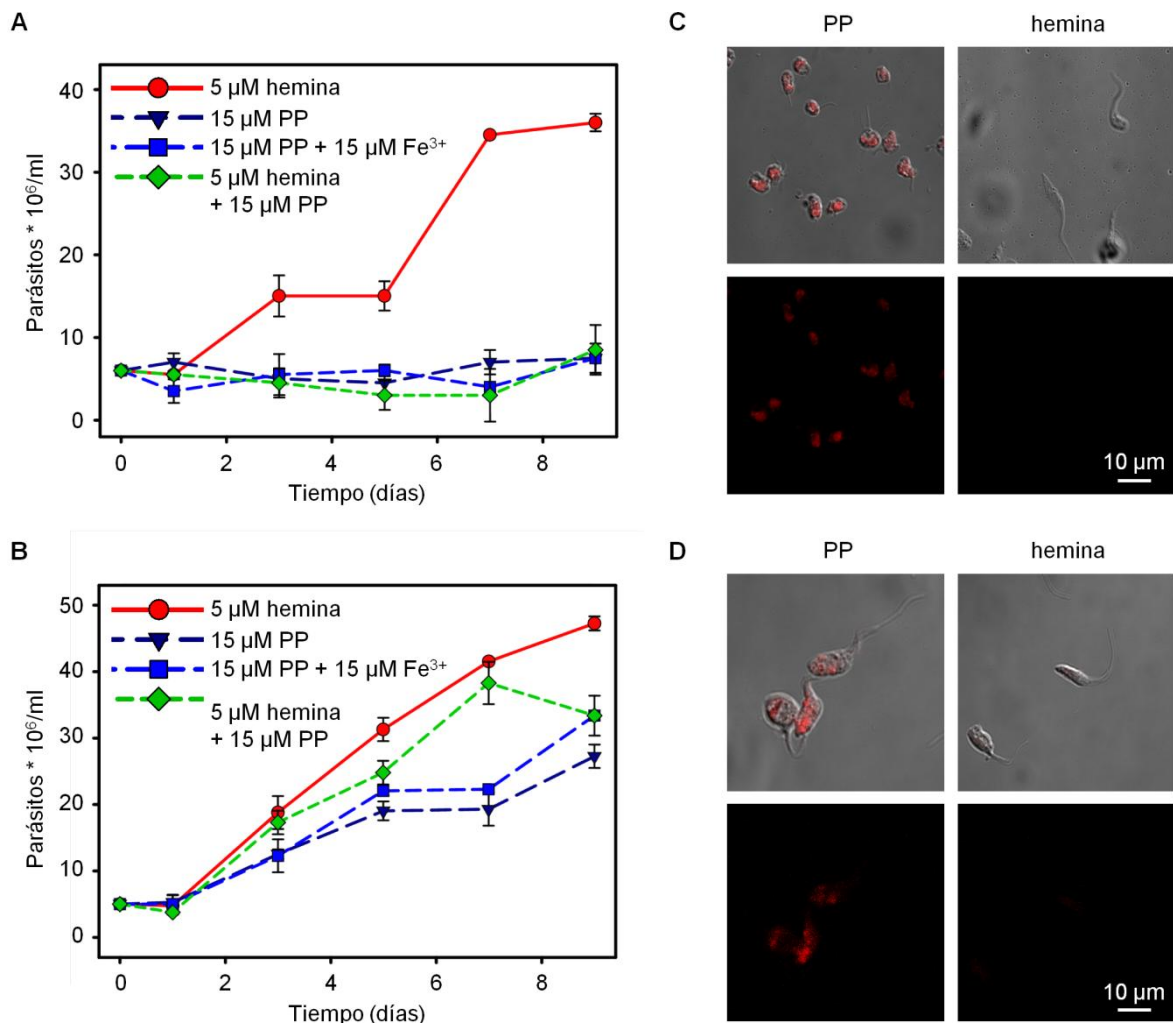 A
40
30
20
10
0
Parásitos * 10⁶/ml
5 µM hemina
15 µM PP
15 µM PP + 15 µM Fe³⁺
5 µM hemina
+ 15 µM PP
0 2 4 6 8
Tiempo (días)
B
50
40
30
20
10
0
Parásitos * 10⁶/ml
5 µM hemina
15 µM PP
15 µM PP + 15 µM Fe³⁺
5 µM hemina
+ 15 µM PP
0 2 4 6 8
Tiempo (días)
C
PP hemina
10 µm
D
PP hemina
10 µm